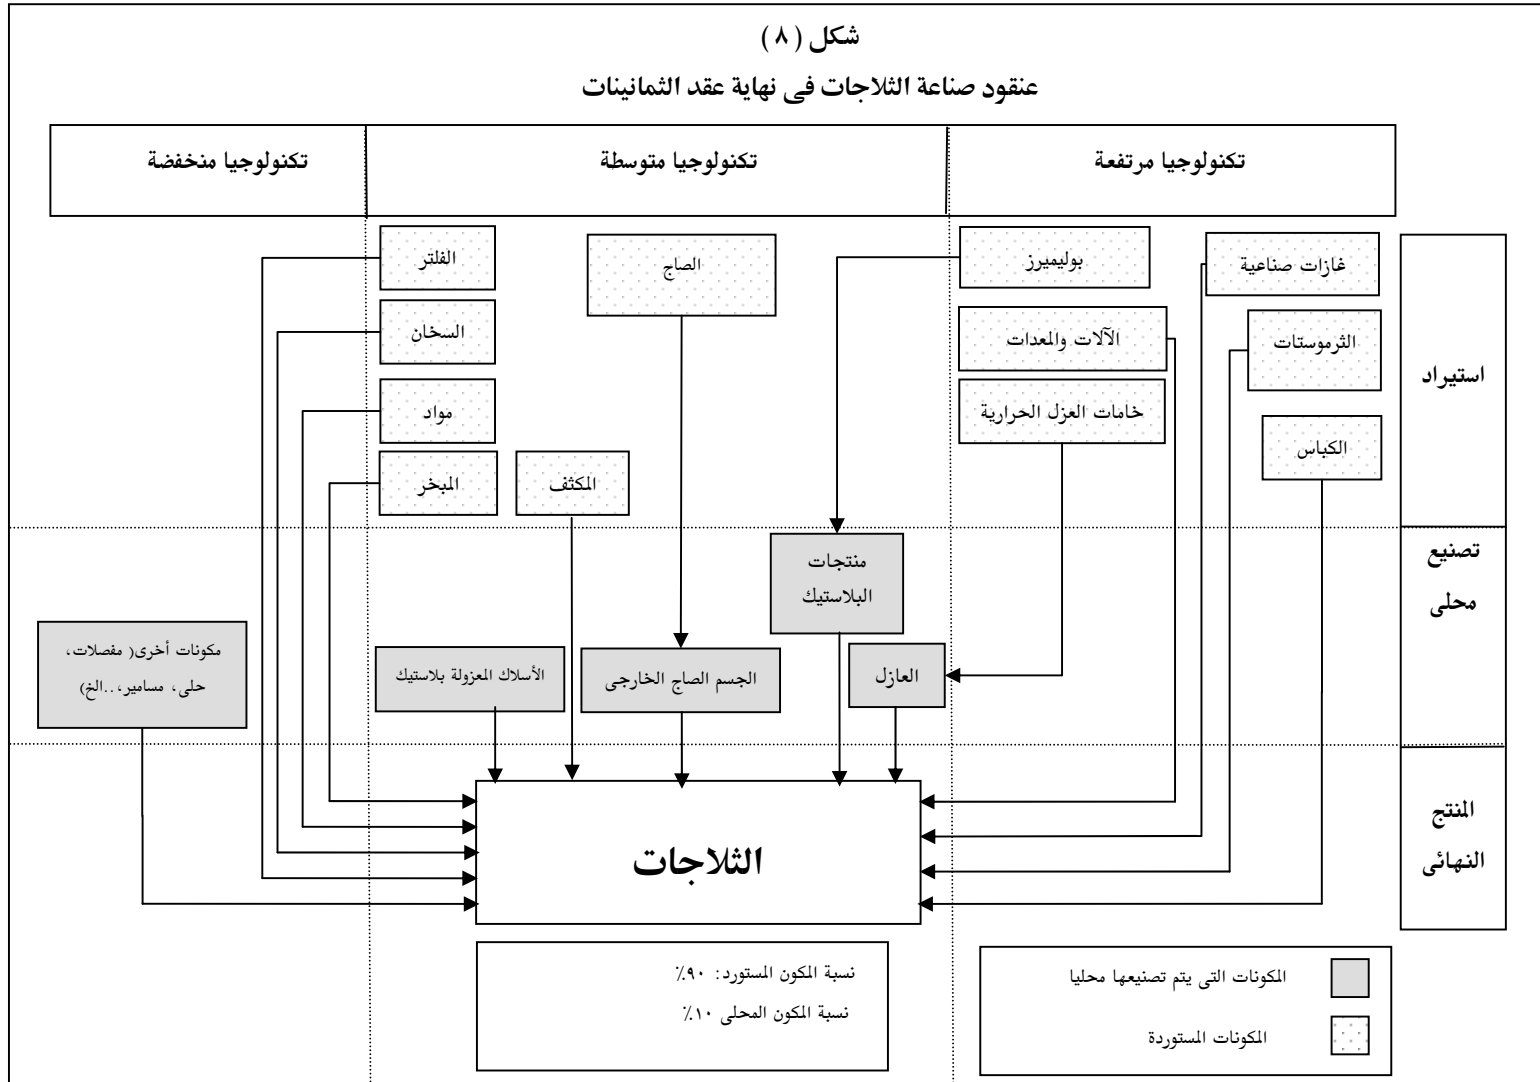 شكل (٨)
عنقود صناعة الثلاجات فى نهاية عقد الثمانينات
تكنولوجيا مرتفعة
تكنولوجيا متوسطة
تكنولوجيا منخفضة
استيراد
غازات صناعية
بوليميرز
الصاج
الفلتر
الثرموستات
الآلات والمعدات
السخان
خامات العزل الحرارية
مواد
الكباس
المكثف
المبخر
تصنيع
محلى
منتجات
البلاستيك
العازل
الجسم الصاج الخارجى
الأسلاك المعزولة بلاستيك
مكونات أخرى( مفصلات،
حلى، مسامير،..الخ)
المنتج
النهائى
الثلاجات
المكونات التى يتم تصنيعها محليا
المكونات المستوردة
نسبة المكون المستورد: ٩٠٪
نسبة المكون المحلى ١٠٪